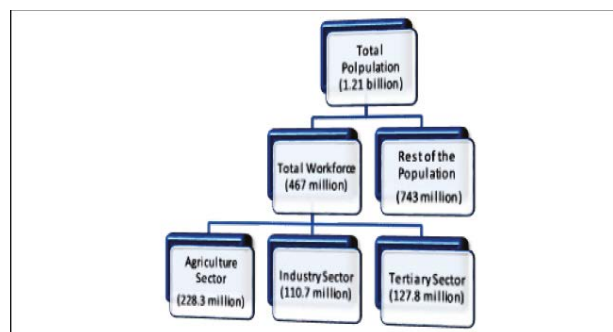 Total
Polpulation
(1.21 billion)
Total Workforce
(467 million)
Rest of the
Population
(743 million)
Agriculture
Sector
(228.3 million)
Industry Sector
(110.7 million)
Tertiary Sector
(127.8 million)